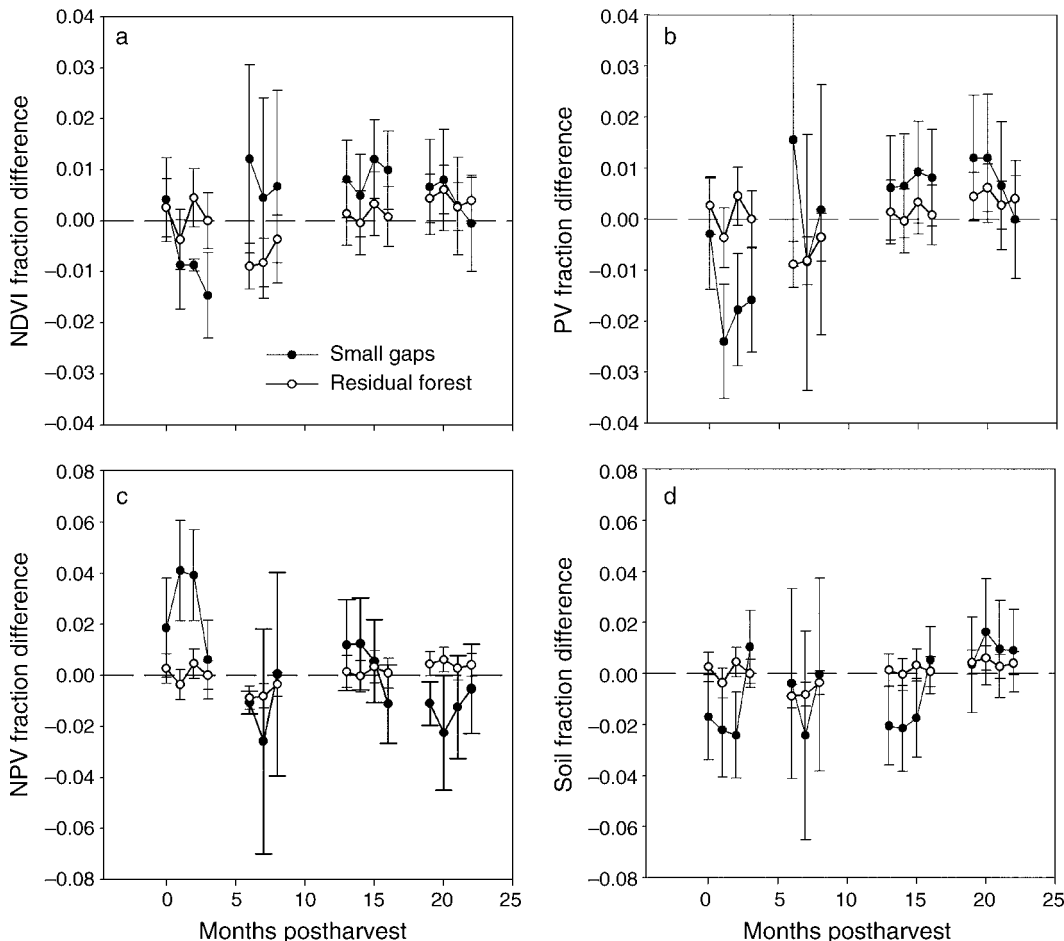 a
0.04
0.03
0.02
0.01
0.00
−0.01
−0.02
−0.03
−0.04
NDVI fraction difference
Small gaps
Residual forest
b
0.04
0.03
0.02
0.01
0.00
−0.01
−0.02
−0.03
−0.04
PV fraction difference
c
0.08
0.06
0.04
0.02
0.00
−0.02
−0.04
−0.06
−0.08
NPV fraction difference
0 5 10 15 20 25
Months postharvest
d
0.08
0.06
0.04
0.02
0.00
−0.02
−0.04
−0.06
−0.08
Soil fraction difference
0 5 10 15 20 25
Months postharvest